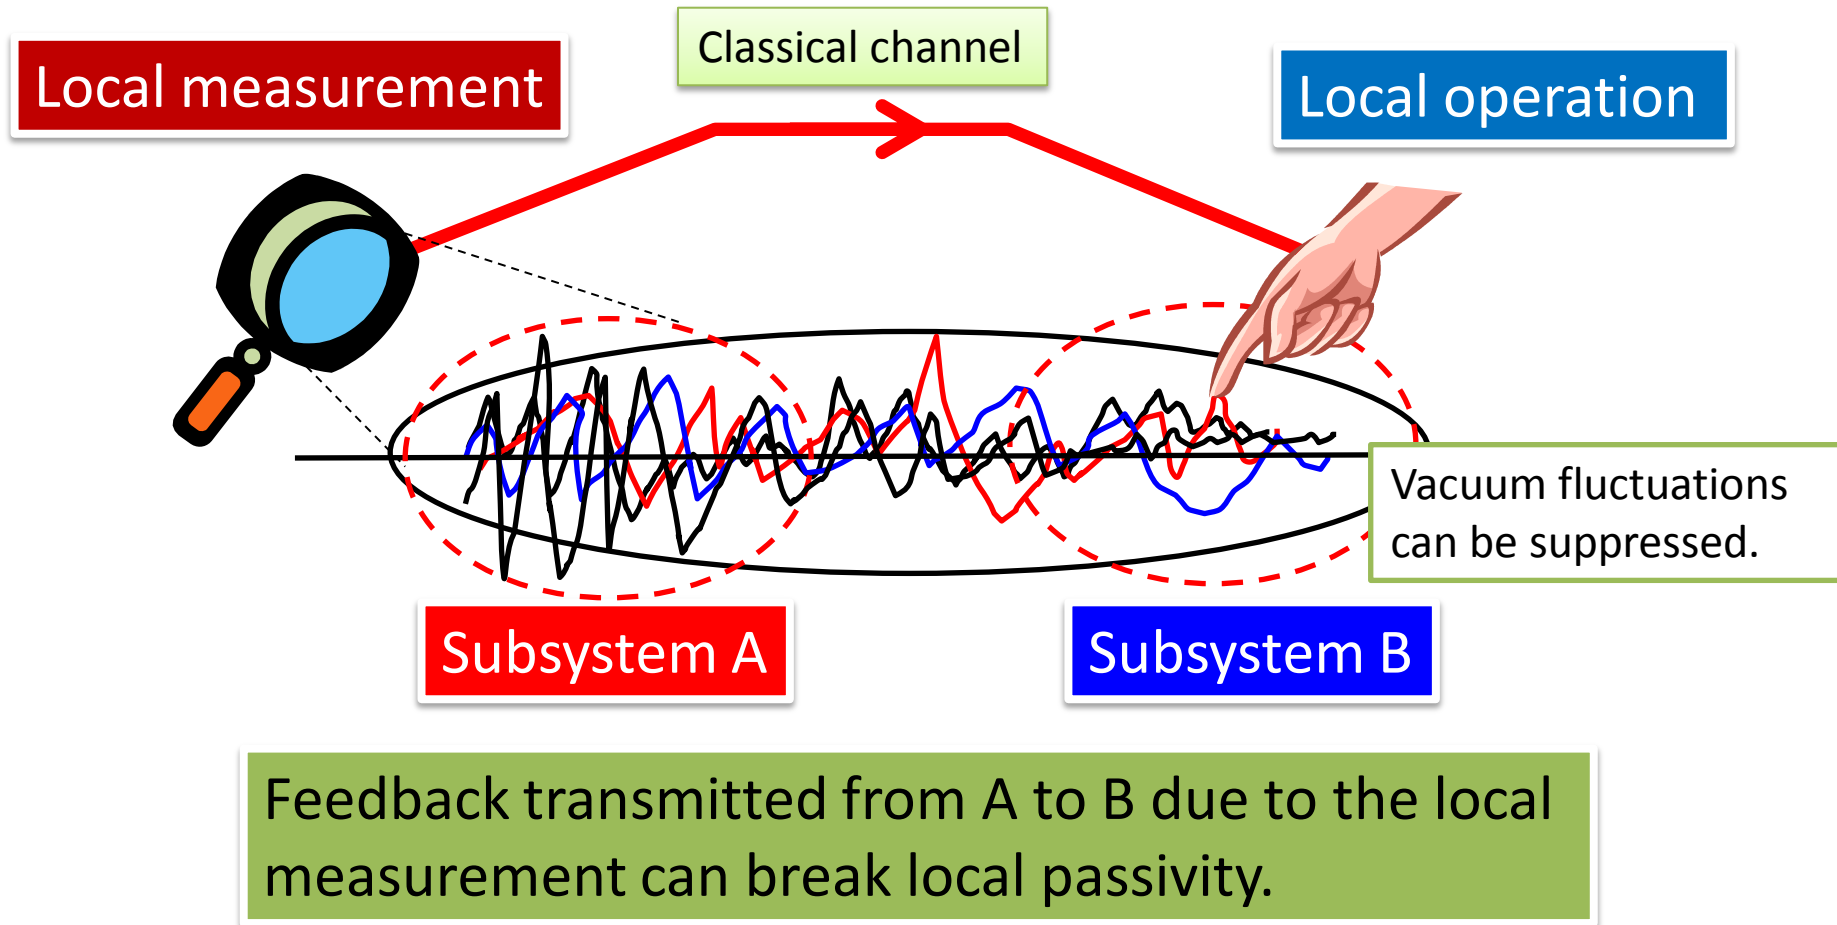 Classical channel
Local measurement
Local operation
Vacuum fluctuations
can be suppressed.
Subsystem A
Subsystem B
Feedback transmitted from A to B due to the local
measurement can break local passivity.